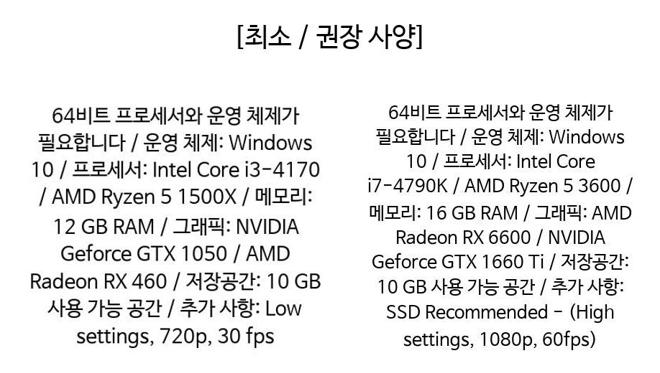 [최소 / 권장 사양]
64비트 프로세서와 운영 체제가
필요합니다 / 운영 체제: Windows
10 / 프로세서: Intel Core i3-4170
/ AMD Ryzen 5 1500X / 메모리:
12 GB RAM / 그래픽: NVIDIA
Geforce GTX 1050 / AMD
Radeon RX 460 / 저장공간: 10 GB
사용 가능 공간 / 추가 사항: Low
settings, 720p, 30 fps
64비트 프로세서와 운영 체제가
필요합니다 / 운영 체제: Windows
10 / 프로세서: Intel Core
i7-4790K / AMD Ryzen 5 3600 /
메모리: 16 GB RAM / 그래픽: AMD
Radeon RX 6600 / NVIDIA
Geforce GTX 1660 Ti / 저장공간:
10 GB 사용 가능 공간 / 추가 사항:
SSD Recommended - (High
settings, 1080p, 60fps)